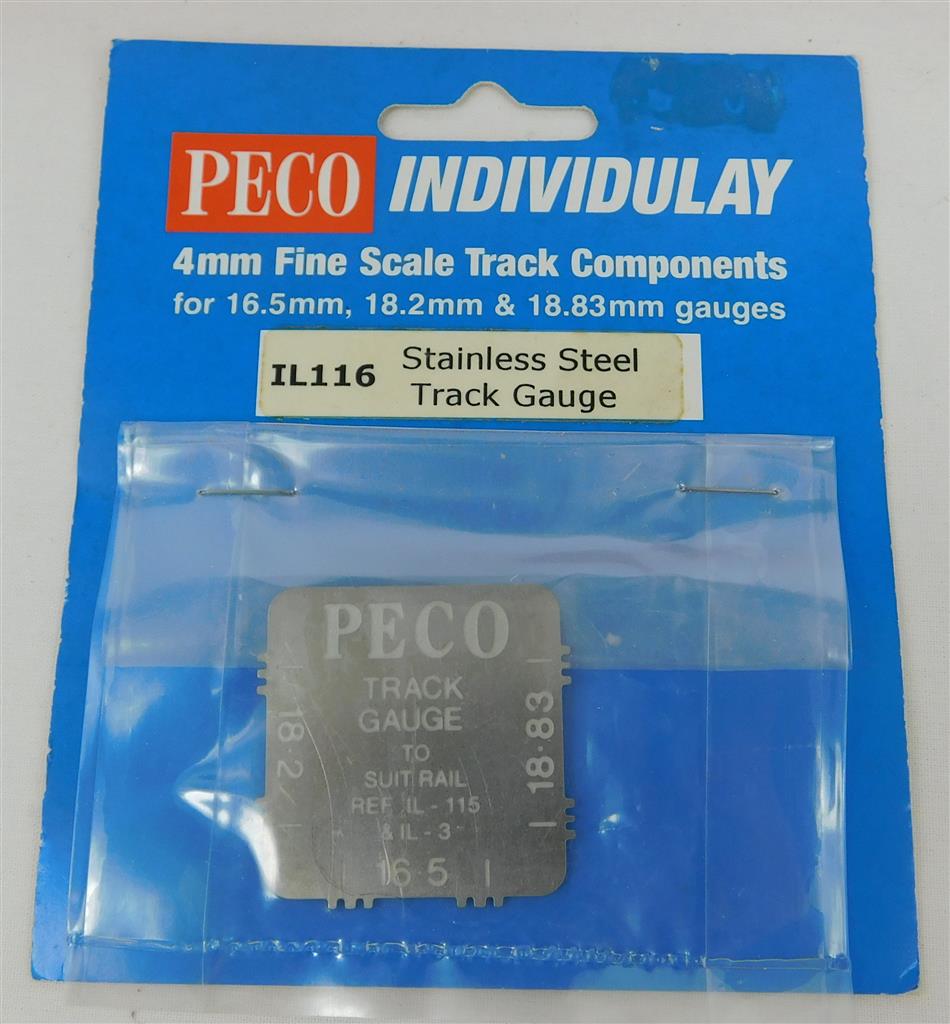 PECO INDIVIDULAY
4mm Fine Scale Track Components
for 16.5mm, 18.2mm & 18.83mm gauges
IL116 Stainless Steel
Track Gauge
PECO
TRACK
GAUGE
TO
SUIT RAIL
REF IL - 115
& IL - 3
18·2
18·83
16 5